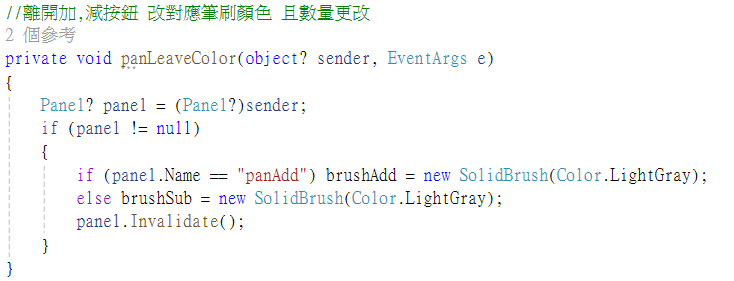 //離開加,減按鈕 改對應筆刷顏色 且數量更改
2 個參考
private void panLeaveColor(object? sender, EventArgs e)
{
    Panel? panel = (Panel?)sender;
    if (panel != null)
    {
        if (panel.Name == "panAdd") brushAdd = new SolidBrush(Color.LightGray);
        else brushSub = new SolidBrush(Color.LightGray);
        panel.Invalidate();
    }
}